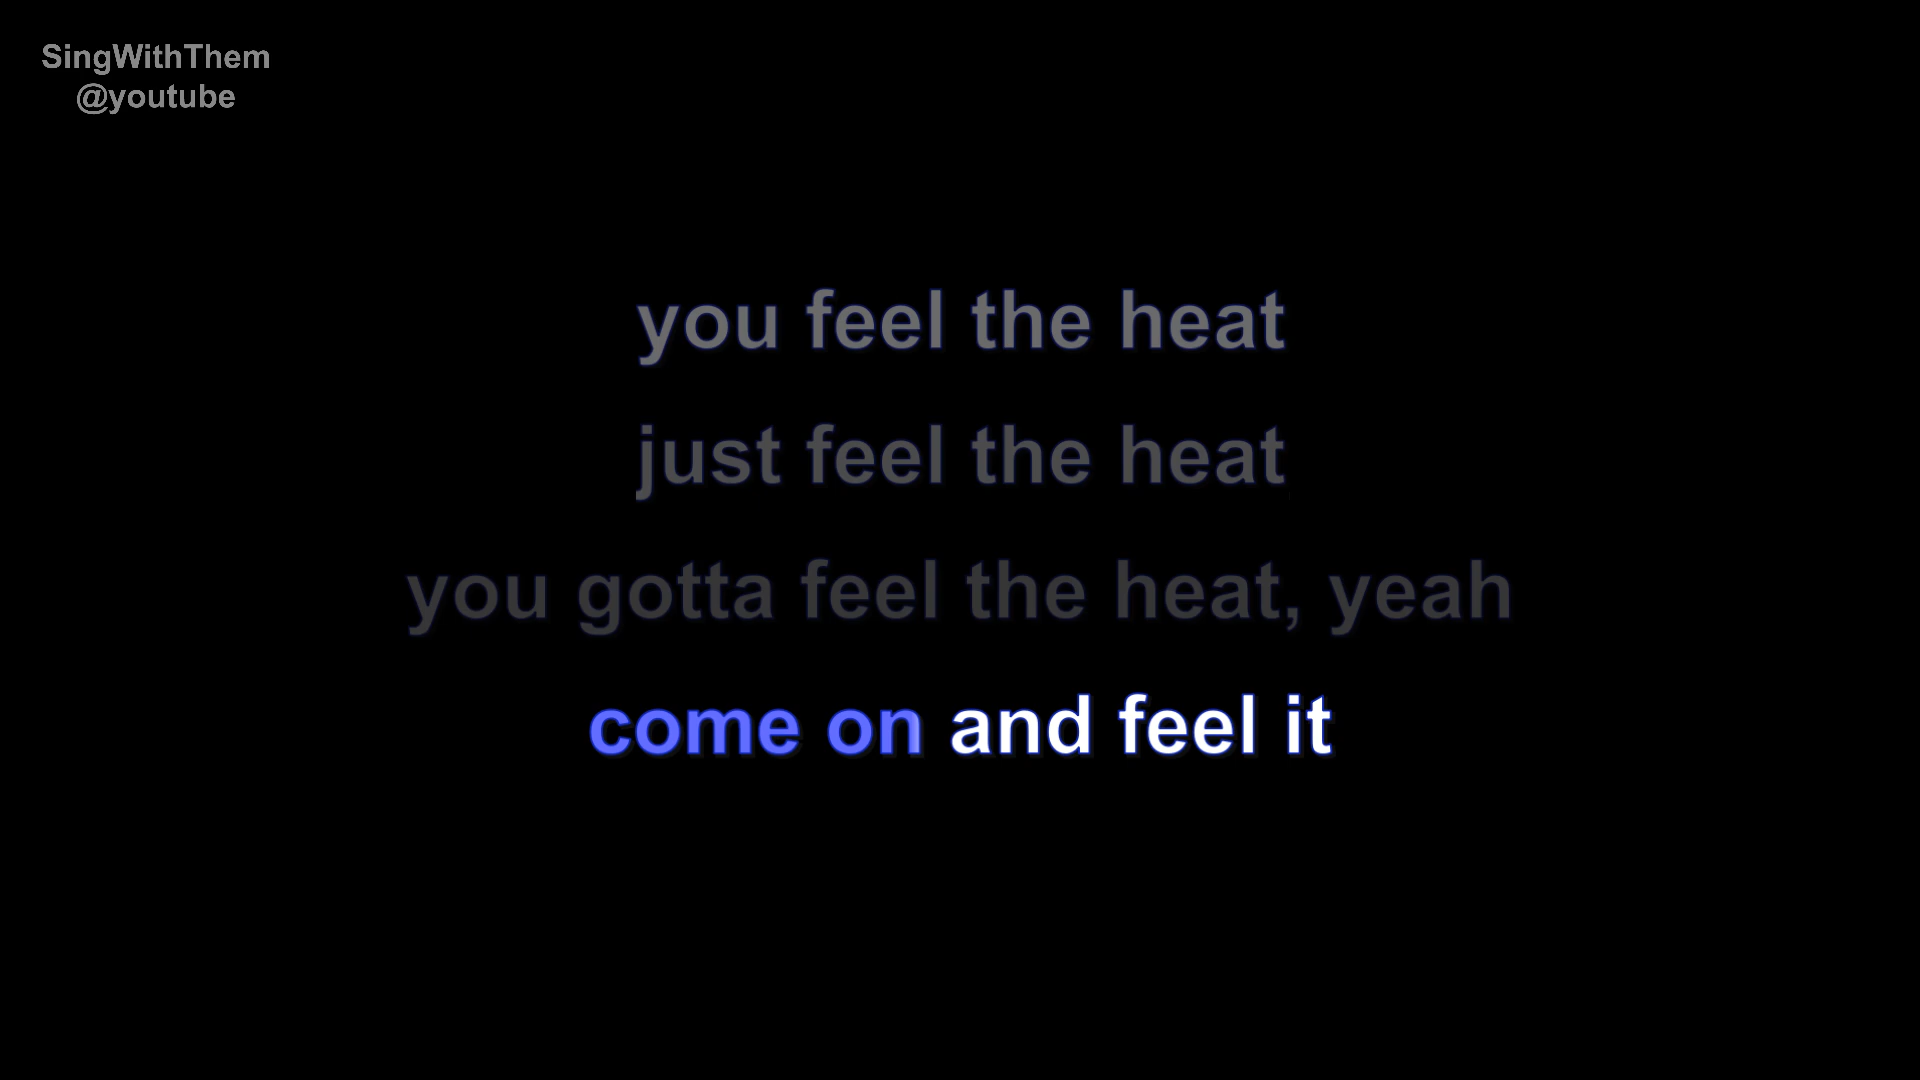 SingWithThem
@youtube
you feel the heat
just feel the heat
you gotta feel the heat, yeah
come on and feel it